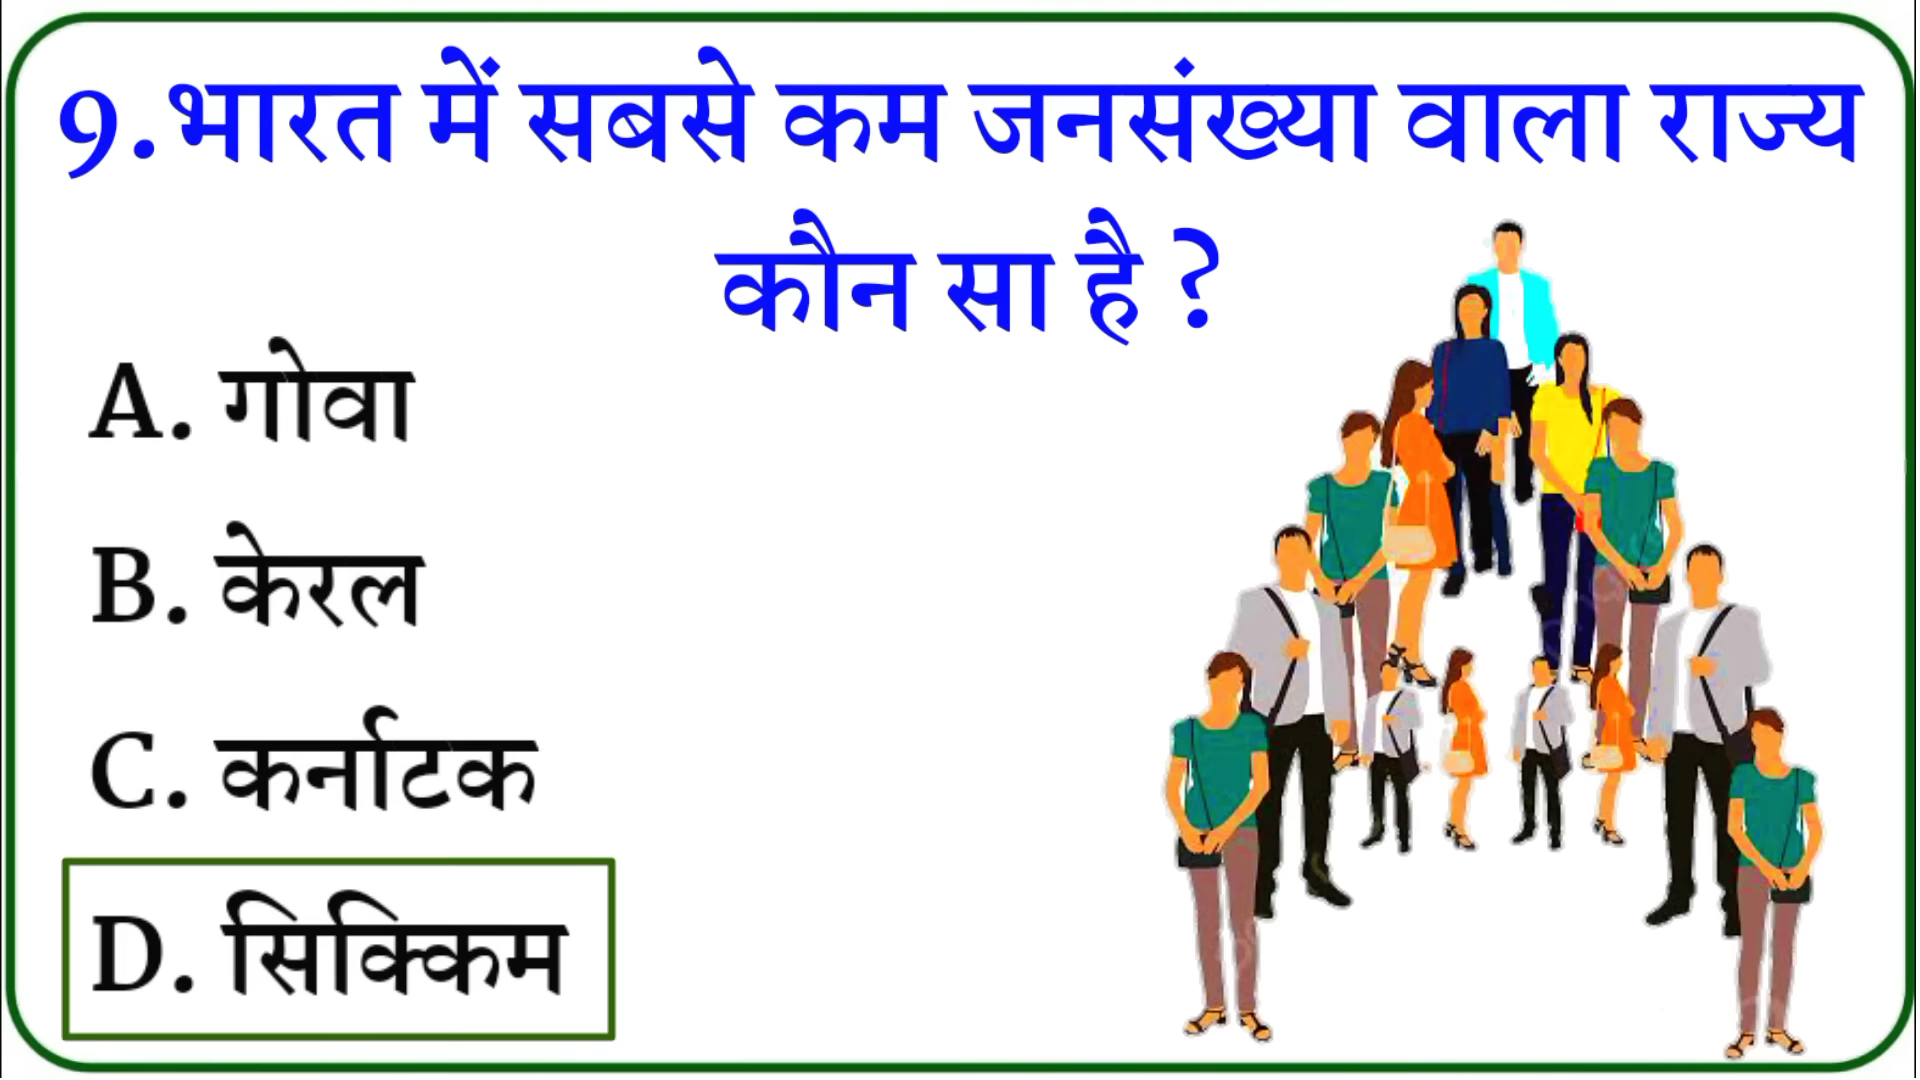 9.भारत में सबसे कम जनसंख्या वाला राज्य
कौन सा है ?
A. गोवा
B. केरल
C. कर्नाटक
D. सिक्किम